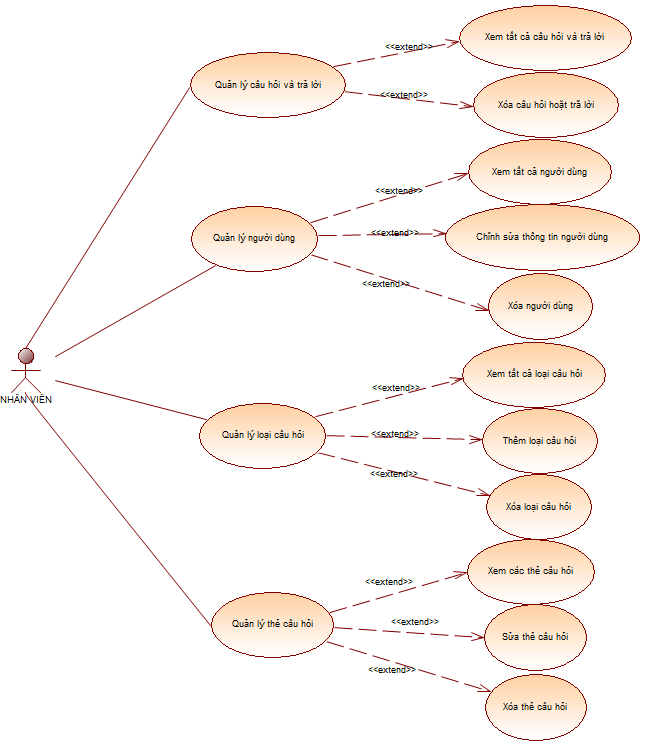 Xem tất cả câu hỏi và trả lời
<<extend>>
Quản lý câu hỏi và trả lời
<<extend>>
Xóa câu hỏi hoặt trả lời
Xem tất cả người dùng
<<extend>>
Quản lý người dùng
<<extend>>
Chỉnh sửa thông tin người dùng
<<extend>>
Xóa người dùng
Xem tất cả loại câu hỏi
<<extend>>
NHÂN VIÊN
Quản lý loại câu hỏi
<<extend>>
Thêm loại câu hỏi
<<extend>>
Xóa loại câu hỏi
Xem các thẻ câu hỏi
<<extend>>
Quản lý thẻ câu hỏi
<<extend>>
Sửa thẻ câu hỏi
<<extend>>
Xóa thẻ câu hỏi